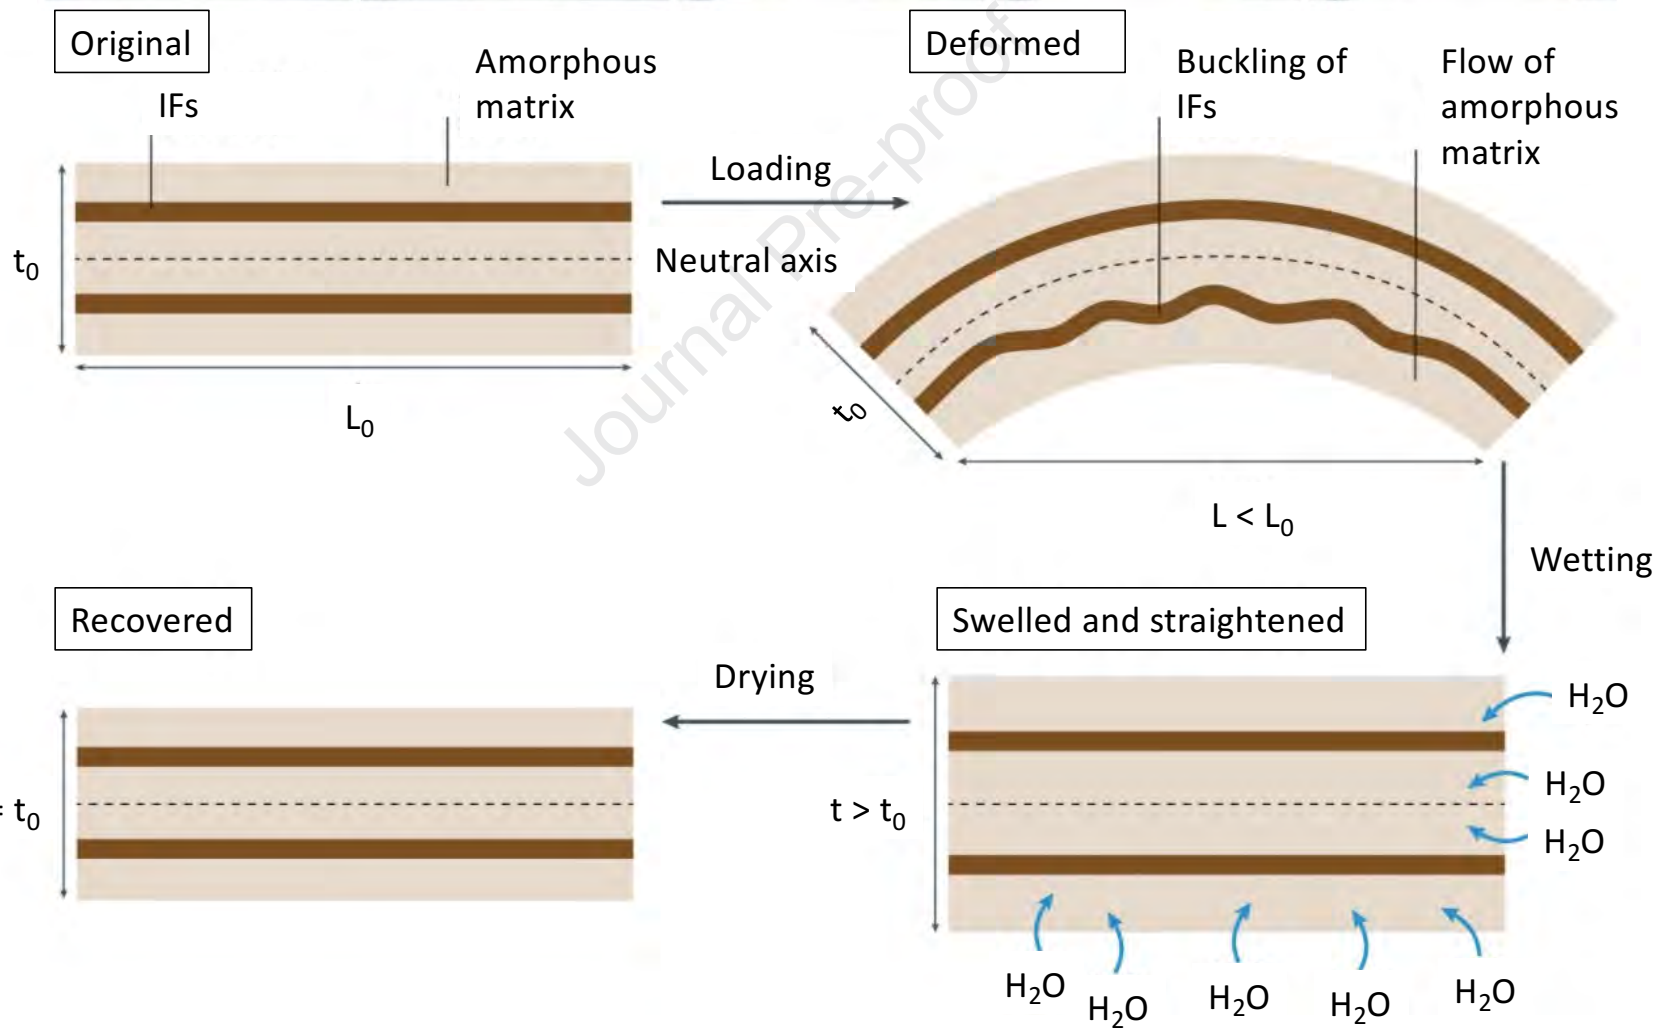 Original
IFs
Amorphous
matrix
t₀
L₀
Loading
Neutral axis
Deformed
Buckling of
IFs
Flow of
amorphous
matrix
t₀
L < L₀
Wetting
Swelled and straightened
t > t₀
H₂O
H₂O
H₂O
H₂O
H₂O
H₂O
H₂O
H₂O
Drying
Recovered
= t₀
Journal Pre-proof